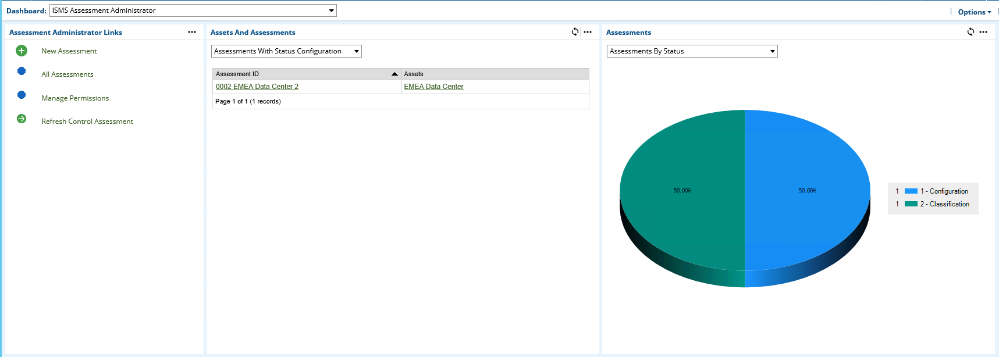 Dashboard: ISMS Assessment Administrator
Options
Assessment Administrator Links
New Assessment
All Assessments
Manage Permissions
Refresh Control Assessment
Assets And Assessments
Assessments With Status Configuration
Assessment ID Assets
0002 EMEA Data Center 2 EMEA Data Center
Page 1 of 1 (1 records)
Assessments
Assessments By Status
50.00% 50.00%
1 1 - Configuration
1 2 - Classification